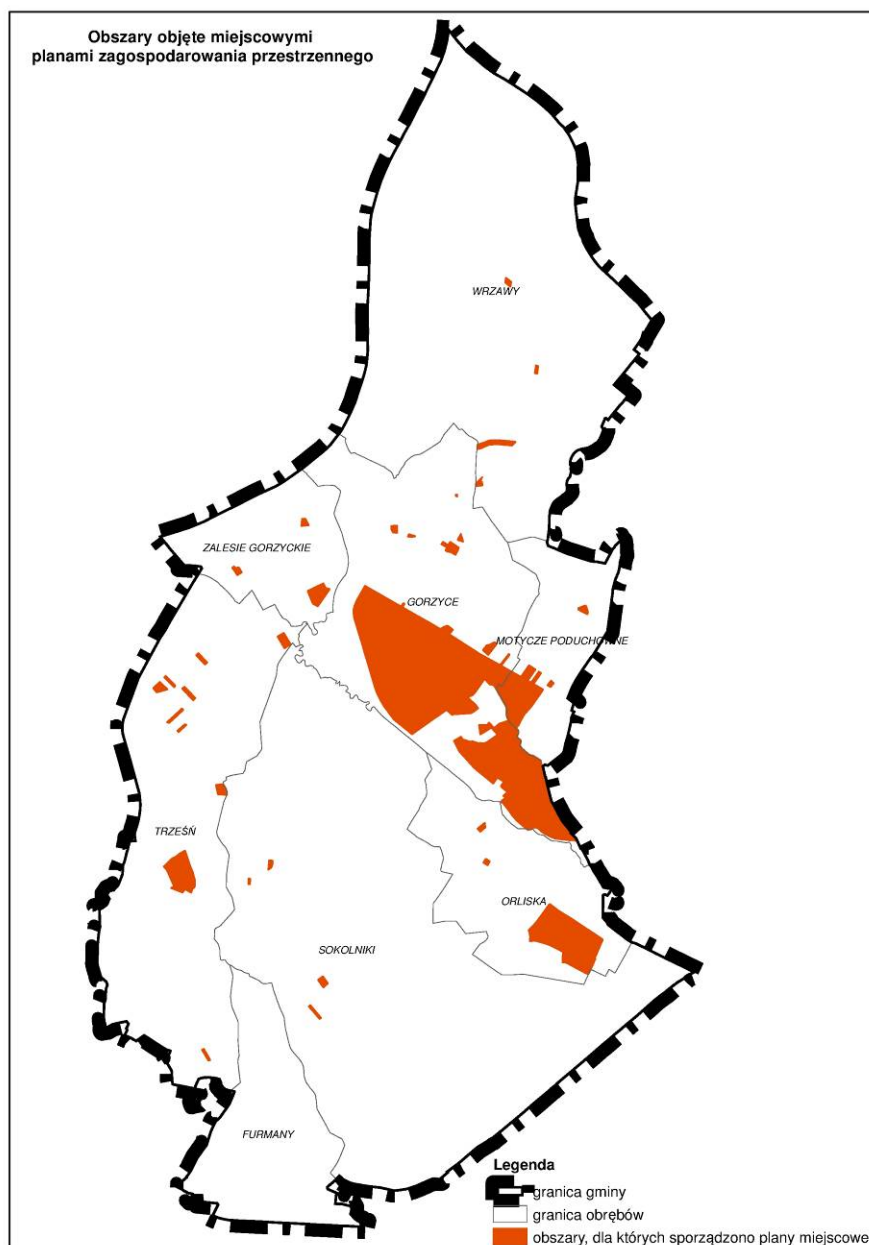 Obszary objęte miejscowymi
planami zagospodarowania przestrzennego
WRZAWY
ZALESIE GORZYCKIE
GORZYCE
MOTYCZE PODUCHOWNE
TRZEŚŃ
ORLISKA
SOKOLNIKI
FURMANY
Legenda
granica gminy
granica obrębów
obszary, dla których sporządzono plany miejscowe